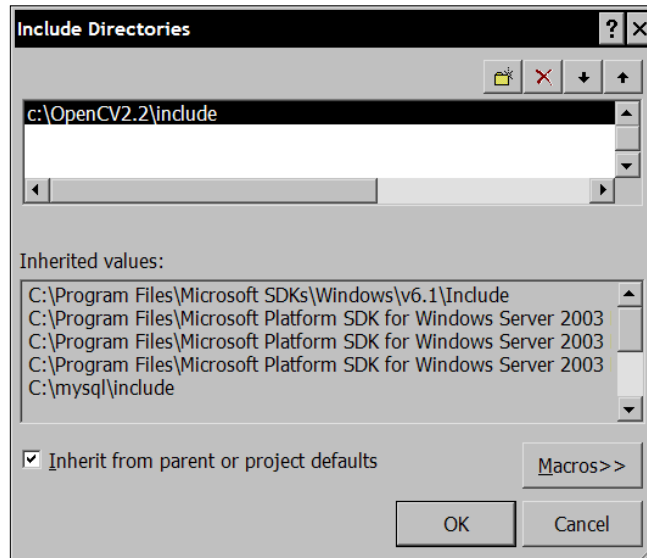 Include Directories
c:\OpenCV2.2\include
Inherited values:
C:\Program Files\Microsoft SDKs\Windows\v6.1\Include
C:\Program Files\Microsoft Platform SDK for Windows Server 2003
C:\Program Files\Microsoft Platform SDK for Windows Server 2003
C:\Program Files\Microsoft Platform SDK for Windows Server 2003
C:\mysql\include
Inherit from parent or project defaults
Macros>>
OK
Cancel